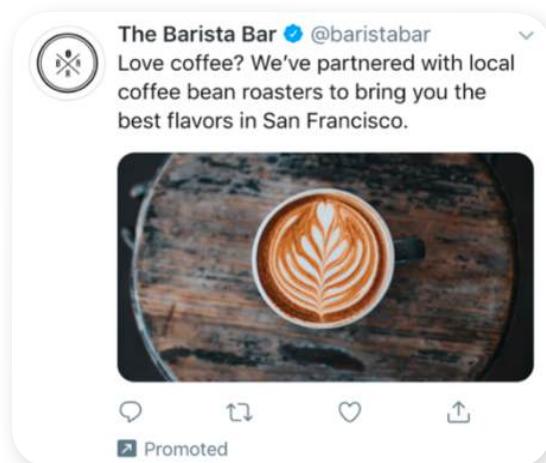 The Barista Bar @baristabar
Love coffee? We've partnered with local
coffee bean roasters to bring you the
best flavors in San Francisco.
Promoted